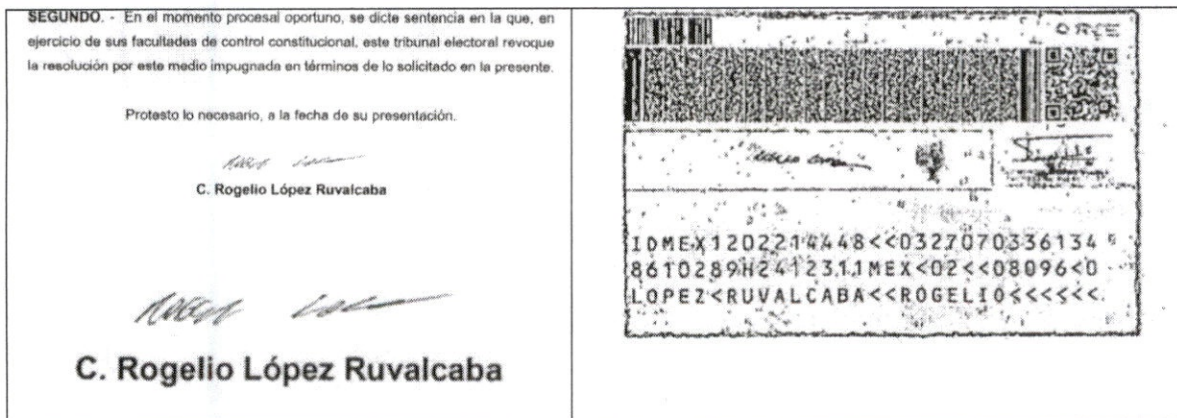 SEGUNDO. - En el momento procesal oportuno, se dicte sentencia en la que, en
ejercicio de sus facultades de control constitucional, este tribunal electoral revoque
la resolución por este medio impugnada en términos de lo solicitado en la presente.
Protesto lo necesario, a la fecha de su presentación.
C. Rogelio López Ruvalcaba
C. Rogelio López Ruvalcaba
IDMEX1202214448<<0327070336134
8610289H2412311MEX<02<<08096<0
LOPEZ<RUVALCABA<<ROGELIO<<<<<<